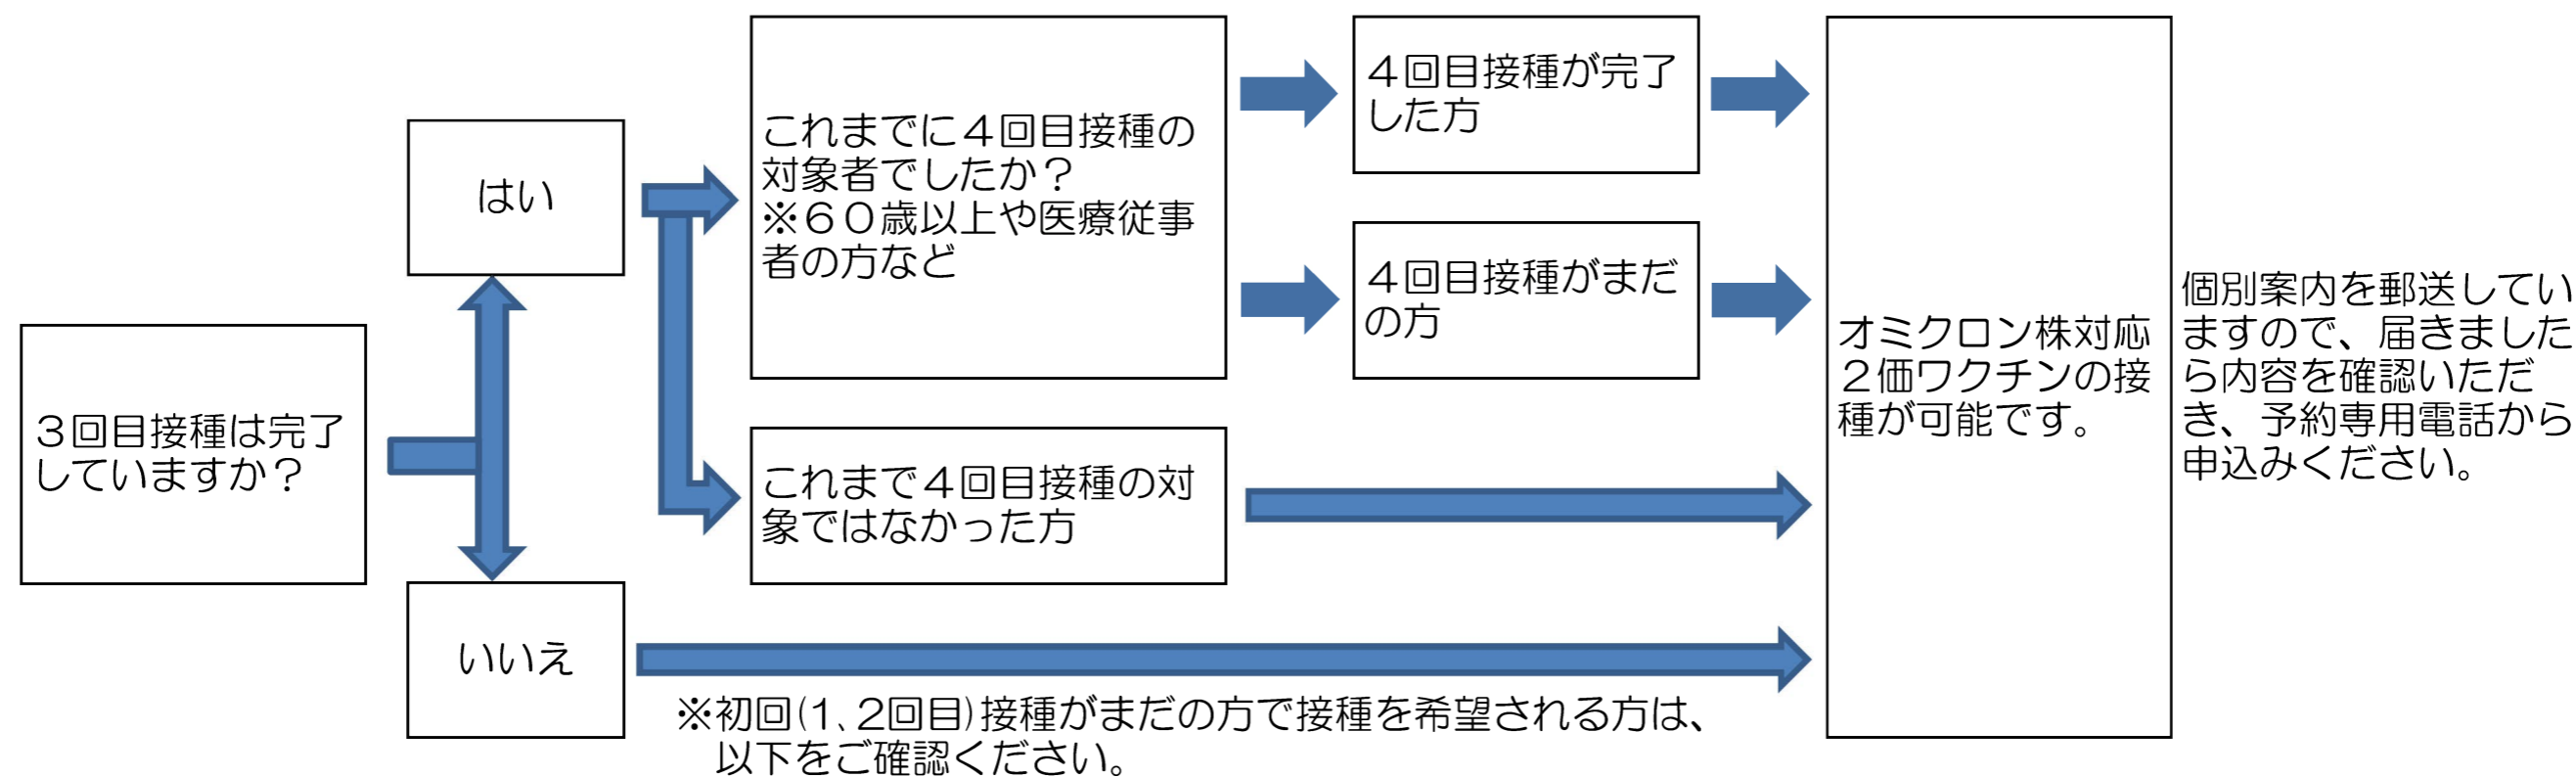 3回目接種は完了
していますか？
はい
いいえ
これまでに４回目接種の
対象者でしたか？
※６０歳以上や医療従事
者の方など
これまで４回目接種の対
象ではなかった方
４回目接種が完了
した方
４回目接種がまだ
の方
オミクロン株対応
２価ワクチンの接
種が可能です。
個別案内を郵送してい
ますので、届きました
ら内容を確認いただ
き、予約専用電話から
申込みください。
※初回(1、2回目)接種がまだの方で接種を希望される方は、
以下をご確認ください。